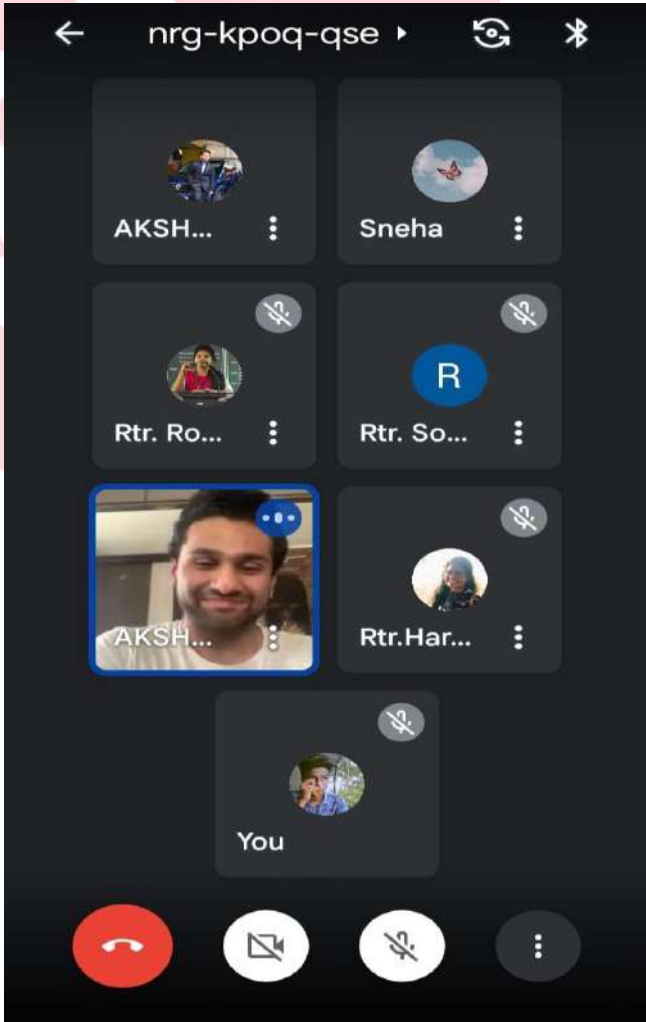 nrg-kpoq-qse
AKSH...
Sneha
Rtr. Ro...
R
Rtr. So...
AKSH...
Rtr.Har...
You